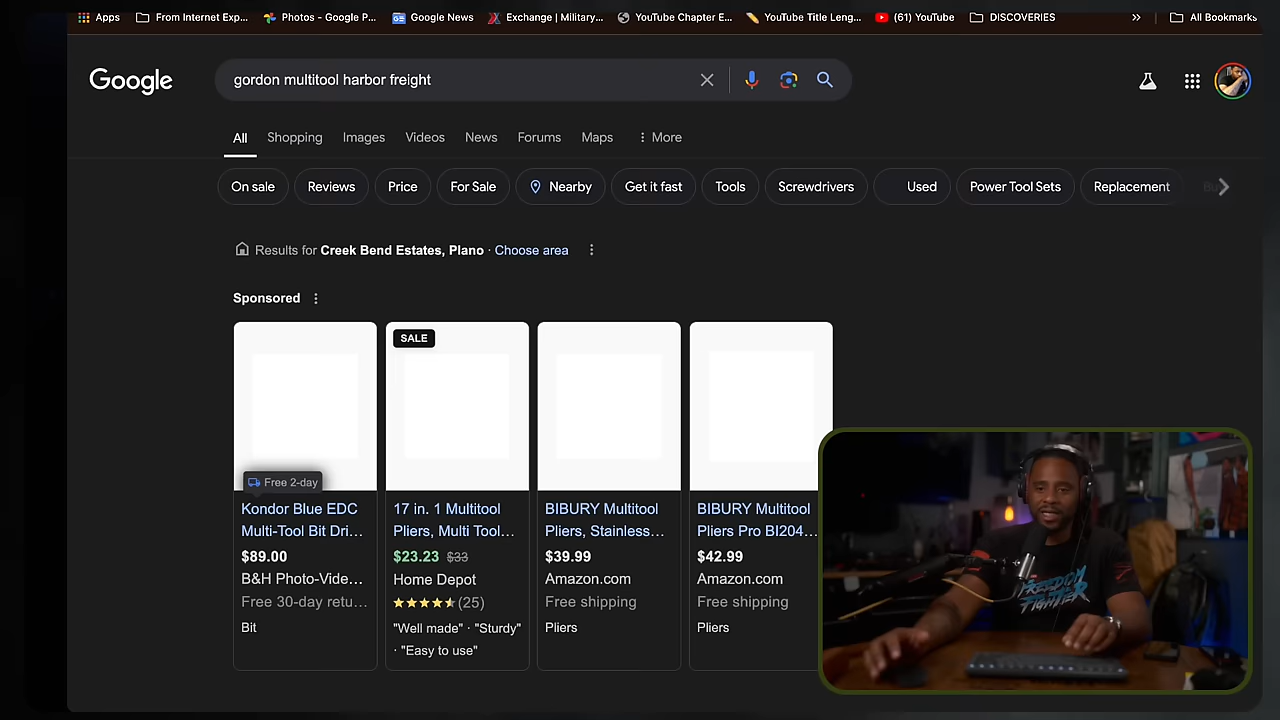 Apps From Internet Exp... Photos - Google P... Google News Exchange | Military... YouTube Chapter E... YouTube Title Leng... (61) YouTube DISCOVERIES » All Bookmarks
Google
gordon multitool harbor freight
All Shopping Images Videos News Forums Maps More
On sale Reviews Price For Sale Nearby Get it fast Tools Screwdrivers Used Power Tool Sets Replacement
Results for Creek Bend Estates, Plano · Choose area
Sponsored
Free 2-day
Kondor Blue EDC
Multi-Tool Bit Dri...
$89.00
B&H Photo-Vide...
Free 30-day retu...
Bit
SALE
17 in. 1 Multitool
Pliers, Multi Tool...
$23.23 $33
Home Depot
(25)
"Well made" · "Sturdy"
· "Easy to use"
BIBURY Multitool
Pliers, Stainless...
$39.99
Amazon.com
Free shipping
Pliers
BIBURY Multitool
Pliers Pro BI204...
$42.99
Amazon.com
Free shipping
Pliers
FREEDOM
FIGHTER